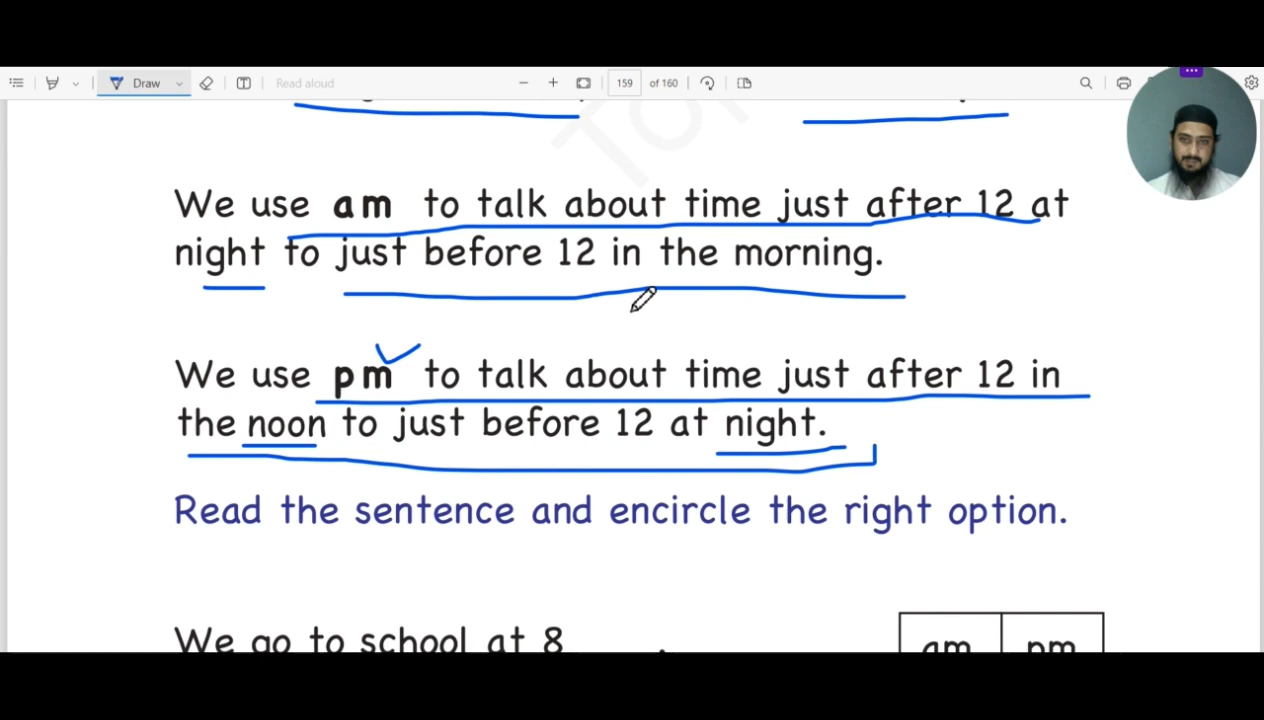 Draw
Read aloud
159 of 160
We use am to talk about time just after 12 at
night to just before 12 in the morning.
We use pm to talk about time just after 12 in
the noon to just before 12 at night.
Read the sentence and encircle the right option.
We go to school at 8 .
am pm